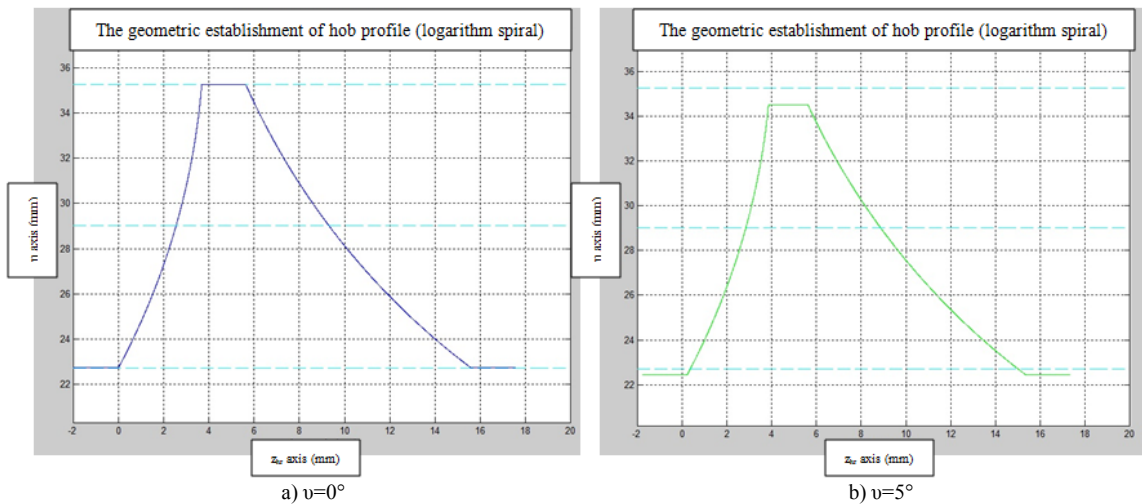 The geometric establishment of hob profile (logarithm spiral)
36
34
32
30
28
26
24
22
η axis (mm)
-2 0 2 4 6 8 10 12 14 16 18 20
axis (mm)
a) υ=0°
The geometric establishment of hob profile (logarithm spiral)
36
34
32
30
28
26
24
22
η axis (mm)
-2 0 2 4 6 8 10 12 14 16 18 20
axis (mm)
b) υ=5°